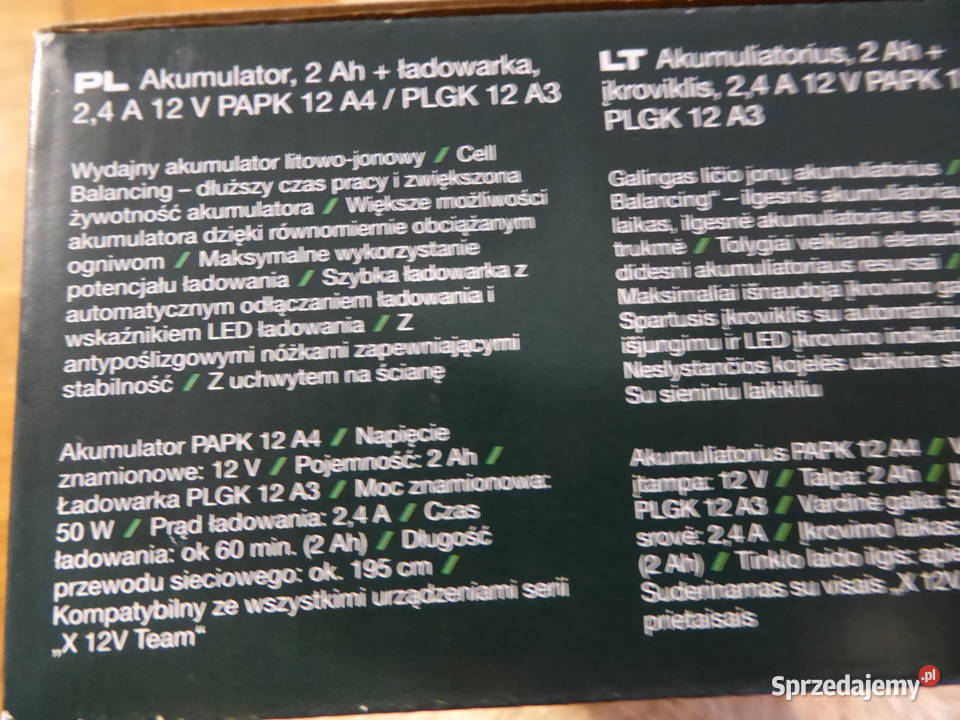 PL Akumulator, 2 Ah + ładowarka,
2,4 A 12 V PAPK 12 A4 / PLGK 12 A3
Wydajny akumulator litowo-jonowy / Cell
Balancing – dłuższy czas pracy i zwiększona
żywotność akumulatora / Większe możliwości
akumulatora dzięki równomiernie obciążanym
ogniwom / Maksymalne wykorzystanie
potencjału ładowania / Szybka ładowarka z
automatycznym odłączaniem ładowania i
wskaźnikiem LED ładowania / Z
antypoślizgowymi nóżkami zapewniającymi
stabilność / Z uchwytem na ścianę
Akumulator PAPK 12 A4 / Napięcie
znamionowe: 12 V / Pojemność: 2 Ah /
Ładowarka PLGK 12 A3 / Moc znamionowa:
50 W / Prąd ładowania: 2,4 A / Czas
ładowania: ok 60 min. (2 Ah) / Długość
przewodu sieciowego: ok. 195 cm /
Kompatybilny ze wszystkimi urządzeniami serii
„X 12V Team“
LT Akumuliatorius, 2 Ah +
įkroviklis, 2,4 A 12 V PAPK
PLGK 12 A3
Galingas ličio jonų akumuliatorius /
Balancing“ – ilgesnis
laikas, ilgesnė akumuliatoriaus
trukmė / Tolygiai veikiami
didesni akumuliatoriaus resursai /
Maksimaliai išnaudoja įkrovimo
Spartusis įkroviklis su
išjungimu ir LED įkrovimo
Neslystančios kojelės užtikrina
Su sieniniu laikikliu
Akumuliatorius PAPK 12 A4 /
įtampa: 12 V / Talpa: 2 Ah /
PLGK 12 A3 / Vardinė galia:
srovė: 2,4 A / Įkrovimo laikas
(2 Ah) / Tinklo laido ilgis:
Suderinamas su visais „X 12V
prietaisais
Sprzedajemy.pl